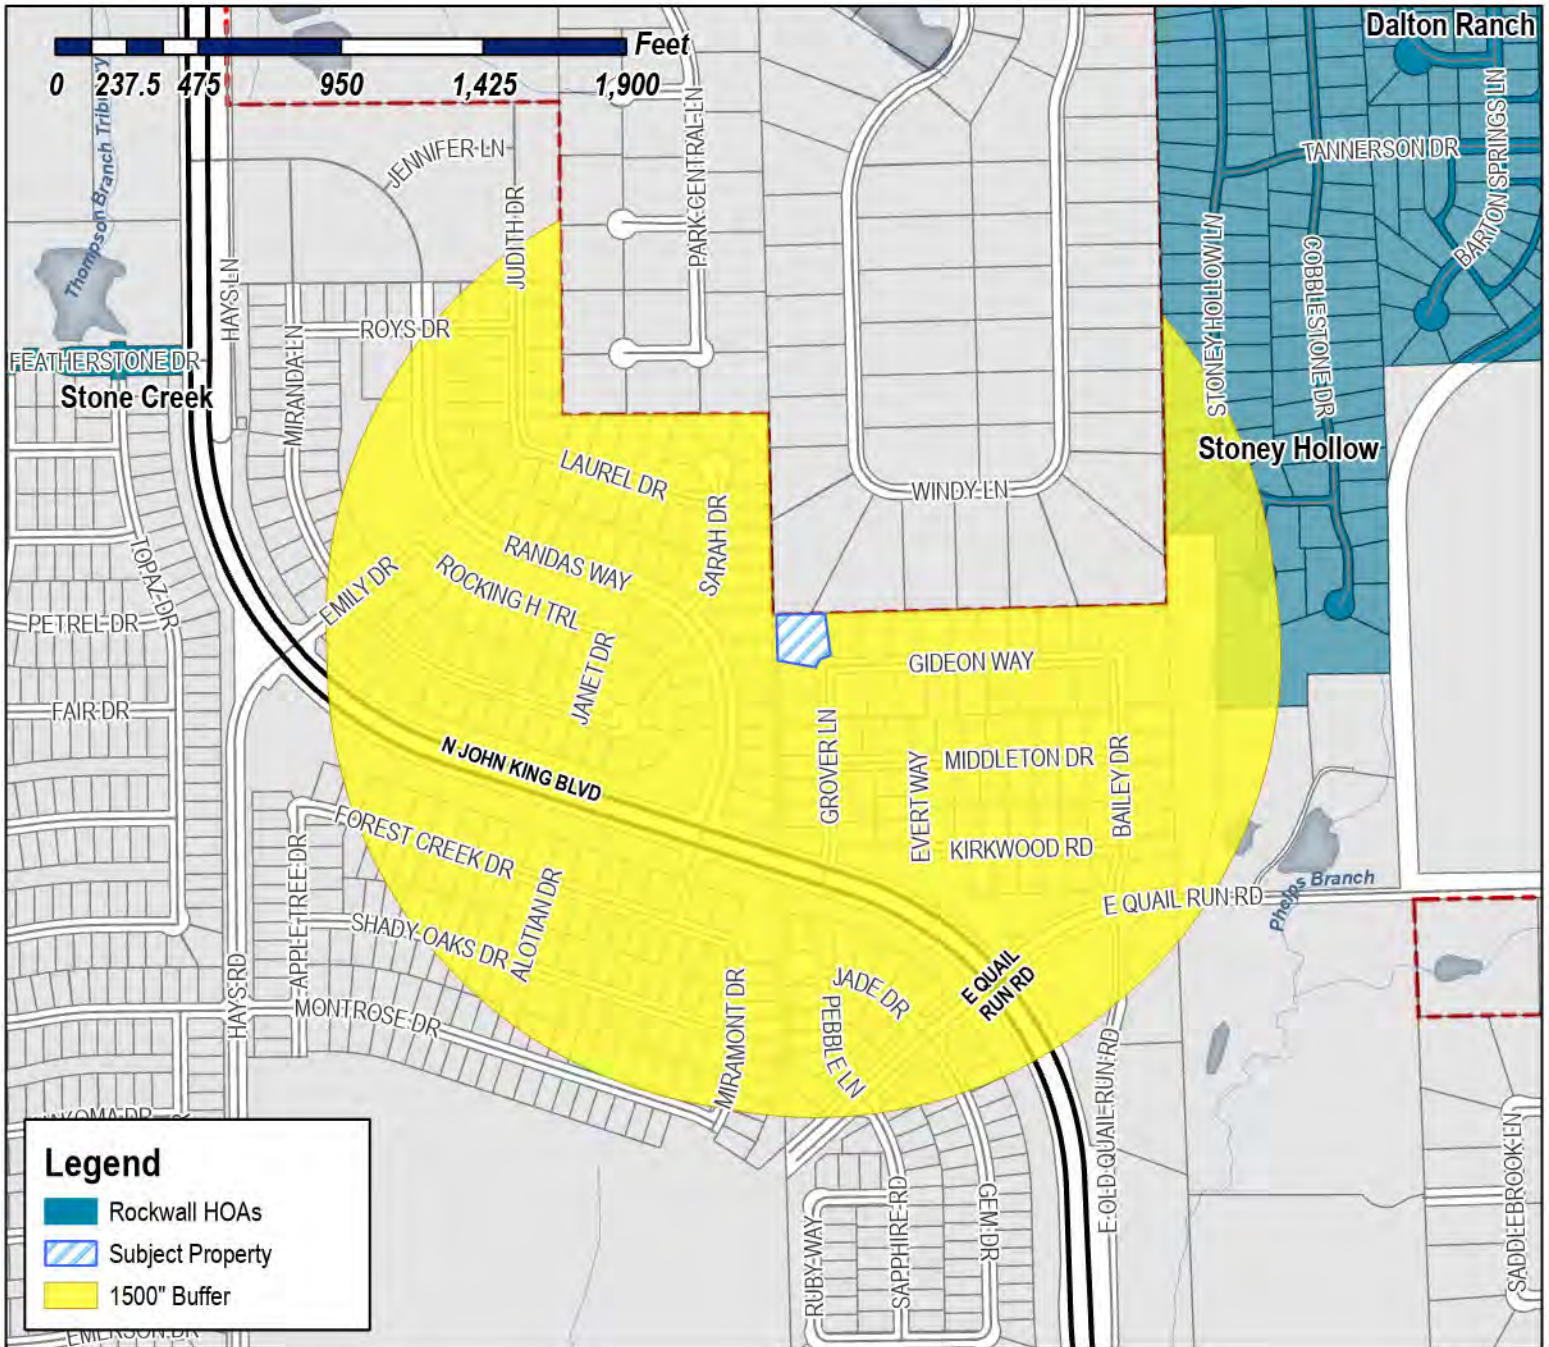 Dalton Ranch
Feet
0 237.5 475 950 1,425 1,900
Thompson Branch Tributary
JENNIFER LN
JUDITH DR
PARK CENTRAL LN
TANNERSON DR
BARTON SPRINGS LN
STONEY HOLLOW LN
COBBLESTONE DR
HAYS LN
ROYS DR
MIRANDA LN
FEATHERSTONE DR
Stone Creek
Stoney Hollow
LAUREL DR
WINDY LN
SARAH DR
RANDAS WAY
ROCKING H TRL
TOPAZ DR
EMILY DR
PETREL DR
JANET DR
GIDEON WAY
FAIR DR
N JOHN KING BLVD
GROVER LN
EVERT WAY
MIDDLETON DR
BAILEY DR
KIRKWOOD RD
FOREST CREEK DR
APPLE TREE DR
ALOTIAN DR
SHADY OAKS DR
E QUAIL RUN RD
Phelps Branch
HAYS RD
MONTROSE DR
MIRAMONT DR
JADE DR
PEBBLE LN
E QUAIL
RUN RD
E OLD QUAIL RUN RD
SADDLEBROOK LN
RUBY WAY
SAPPHIRE RD
GEM DR
EMERSON DR
Legend
Rockwall HOAs
Subject Property
1500" Buffer